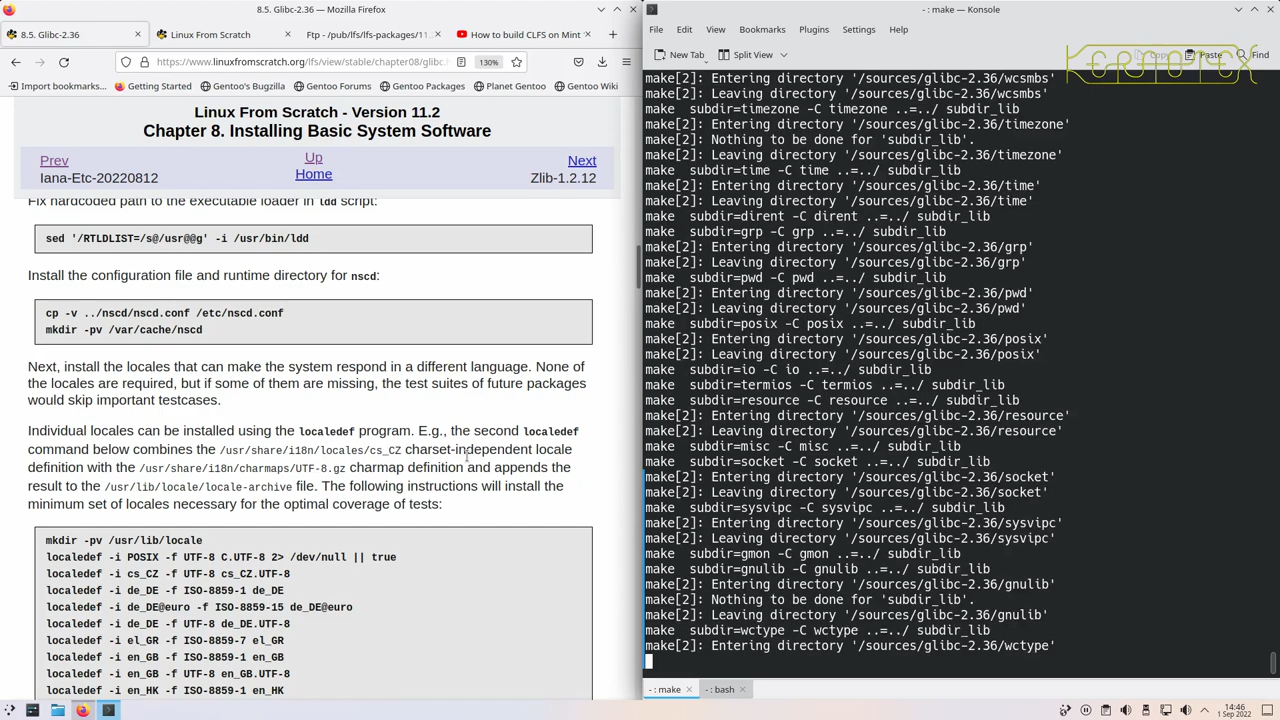 8.5. Glibc-2.36 — Mozilla Firefox
8.5. Glibc-2.36
Linux From Scratch
Ftp - /pub/lfs/lfs-packages/11.
How to build CLFS on Mint
https://www.linuxfromscratch.org/lfs/view/stable/chapter08/glibc.
Import bookmarks...
Getting Started
Gentoo's Bugzilla
Gentoo Forums
Gentoo Packages
Planet Gentoo
Gentoo Wiki
Linux From Scratch - Version 11.2
Chapter 8. Installing Basic System Software
Prev
Up
Next
Iana-Etc-20220812
Home
Zlib-1.2.12
Fix hardcoded path to the executable loader in ldd script:
sed '/RTLDLIST=/s@/usr@@g' -i /usr/bin/ldd
Install the configuration file and runtime directory for nscd:
cp -v ../nscd/nscd.conf /etc/nscd.conf
mkdir -pv /var/cache/nscd
Next, install the locales that can make the system respond in a different language. None of
the locales are required, but if some of them are missing, the test suites of future packages
would skip important testcases.
Individual locales can be installed using the localedef program. E.g., the second localedef
command below combines the /usr/share/i18n/locales/cs_CZ charset-independent locale
definition with the /usr/share/i18n/charmaps/UTF-8.gz charmap definition and appends the
result to the /usr/lib/locale/locale-archive file. The following instructions will install the
minimum set of locales necessary for the optimal coverage of tests:
mkdir -pv /usr/lib/locale
localedef -i POSIX -f UTF-8 C.UTF-8 2> /dev/null || true
localedef -i cs_CZ -f UTF-8 cs_CZ.UTF-8
localedef -i de_DE -f ISO-8859-1 de_DE
localedef -i de_DE@euro -f ISO-8859-15 de_DE@euro
localedef -i de_DE -f UTF-8 de_DE.UTF-8
localedef -i el_GR -f ISO-8859-7 el_GR
localedef -i en_GB -f ISO-8859-1 en_GB
localedef -i en_GB -f UTF-8 en_GB.UTF-8
localedef -i en_HK -f ISO-8859-1 en_HK
- : make — Konsole
File Edit View Bookmarks Plugins Settings Help
New Tab
Split View
Copy
Paste
Find
KERNOTEX
make[2]: Entering directory '/sources/glibc-2.36/wcsmbs'
make[2]: Leaving directory '/sources/glibc-2.36/wcsmbs'
make  subdir=timezone -C timezone ..=../ subdir_lib
make[2]: Entering directory '/sources/glibc-2.36/timezone'
make[2]: Nothing to be done for 'subdir_lib'.
make[2]: Leaving directory '/sources/glibc-2.36/timezone'
make  subdir=time -C time ..=../ subdir_lib
make[2]: Entering directory '/sources/glibc-2.36/time'
make[2]: Leaving directory '/sources/glibc-2.36/time'
make  subdir=dirent -C dirent ..=../ subdir_lib
make  subdir=grp -C grp ..=../ subdir_lib
make[2]: Entering directory '/sources/glibc-2.36/grp'
make[2]: Leaving directory '/sources/glibc-2.36/grp'
make  subdir=pwd -C pwd ..=../ subdir_lib
make[2]: Entering directory '/sources/glibc-2.36/pwd'
make[2]: Leaving directory '/sources/glibc-2.36/pwd'
make  subdir=posix -C posix ..=../ subdir_lib
make[2]: Entering directory '/sources/glibc-2.36/posix'
make[2]: Leaving directory '/sources/glibc-2.36/posix'
make  subdir=io -C io ..=../ subdir_lib
make  subdir=termios -C termios ..=../ subdir_lib
make  subdir=resource -C resource ..=../ subdir_lib
make[2]: Entering directory '/sources/glibc-2.36/resource'
make[2]: Leaving directory '/sources/glibc-2.36/resource'
make  subdir=misc -C misc ..=../ subdir_lib
make  subdir=socket -C socket ..=../ subdir_lib
make[2]: Entering directory '/sources/glibc-2.36/socket'
make[2]: Leaving directory '/sources/glibc-2.36/socket'
make  subdir=sysvipc -C sysvipc ..=../ subdir_lib
make[2]: Entering directory '/sources/glibc-2.36/sysvipc'
make[2]: Leaving directory '/sources/glibc-2.36/sysvipc'
make  subdir=gmon -C gmon ..=../ subdir_lib
make  subdir=gnulib -C gnulib ..=../ subdir_lib
make[2]: Entering directory '/sources/glibc-2.36/gnulib'
make[2]: Nothing to be done for 'subdir_lib'.
make[2]: Leaving directory '/sources/glibc-2.36/gnulib'
make  subdir=wctype -C wctype ..=../ subdir_lib
make[2]: Entering directory '/sources/glibc-2.36/wctype'
- : make
- : bash
14:46
1 Sep 2022